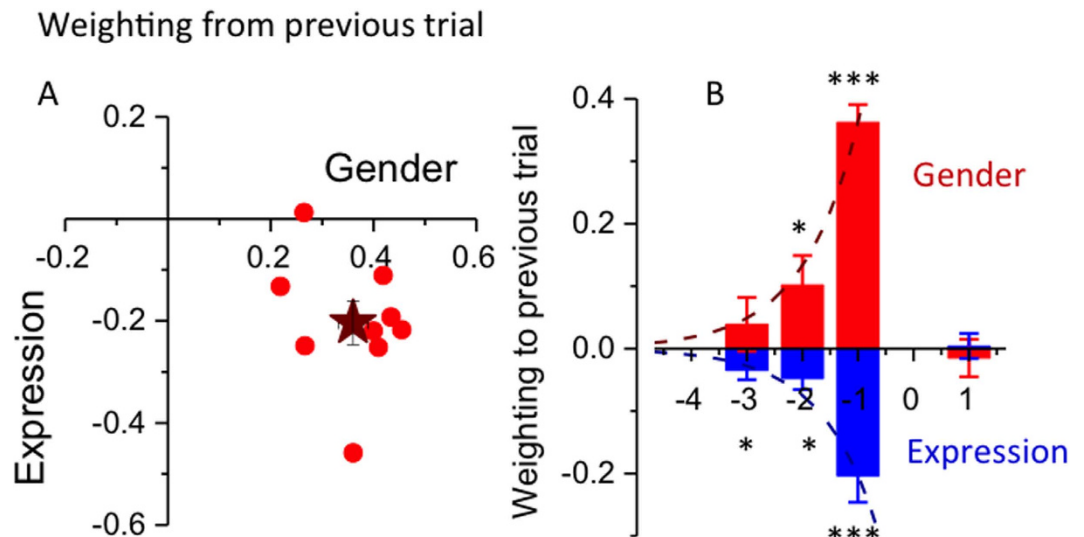 Weighting from previous trial
A
0.2
Gender
-0.2
0.2
0.4
0.6
-0.2
-0.4
-0.6
Expression
B
Weighting to previous trial
0.4
0.2
0.0
-0.2
***
*
Gender
-4
-3
-2
-1
0
1
*
*
Expression
***